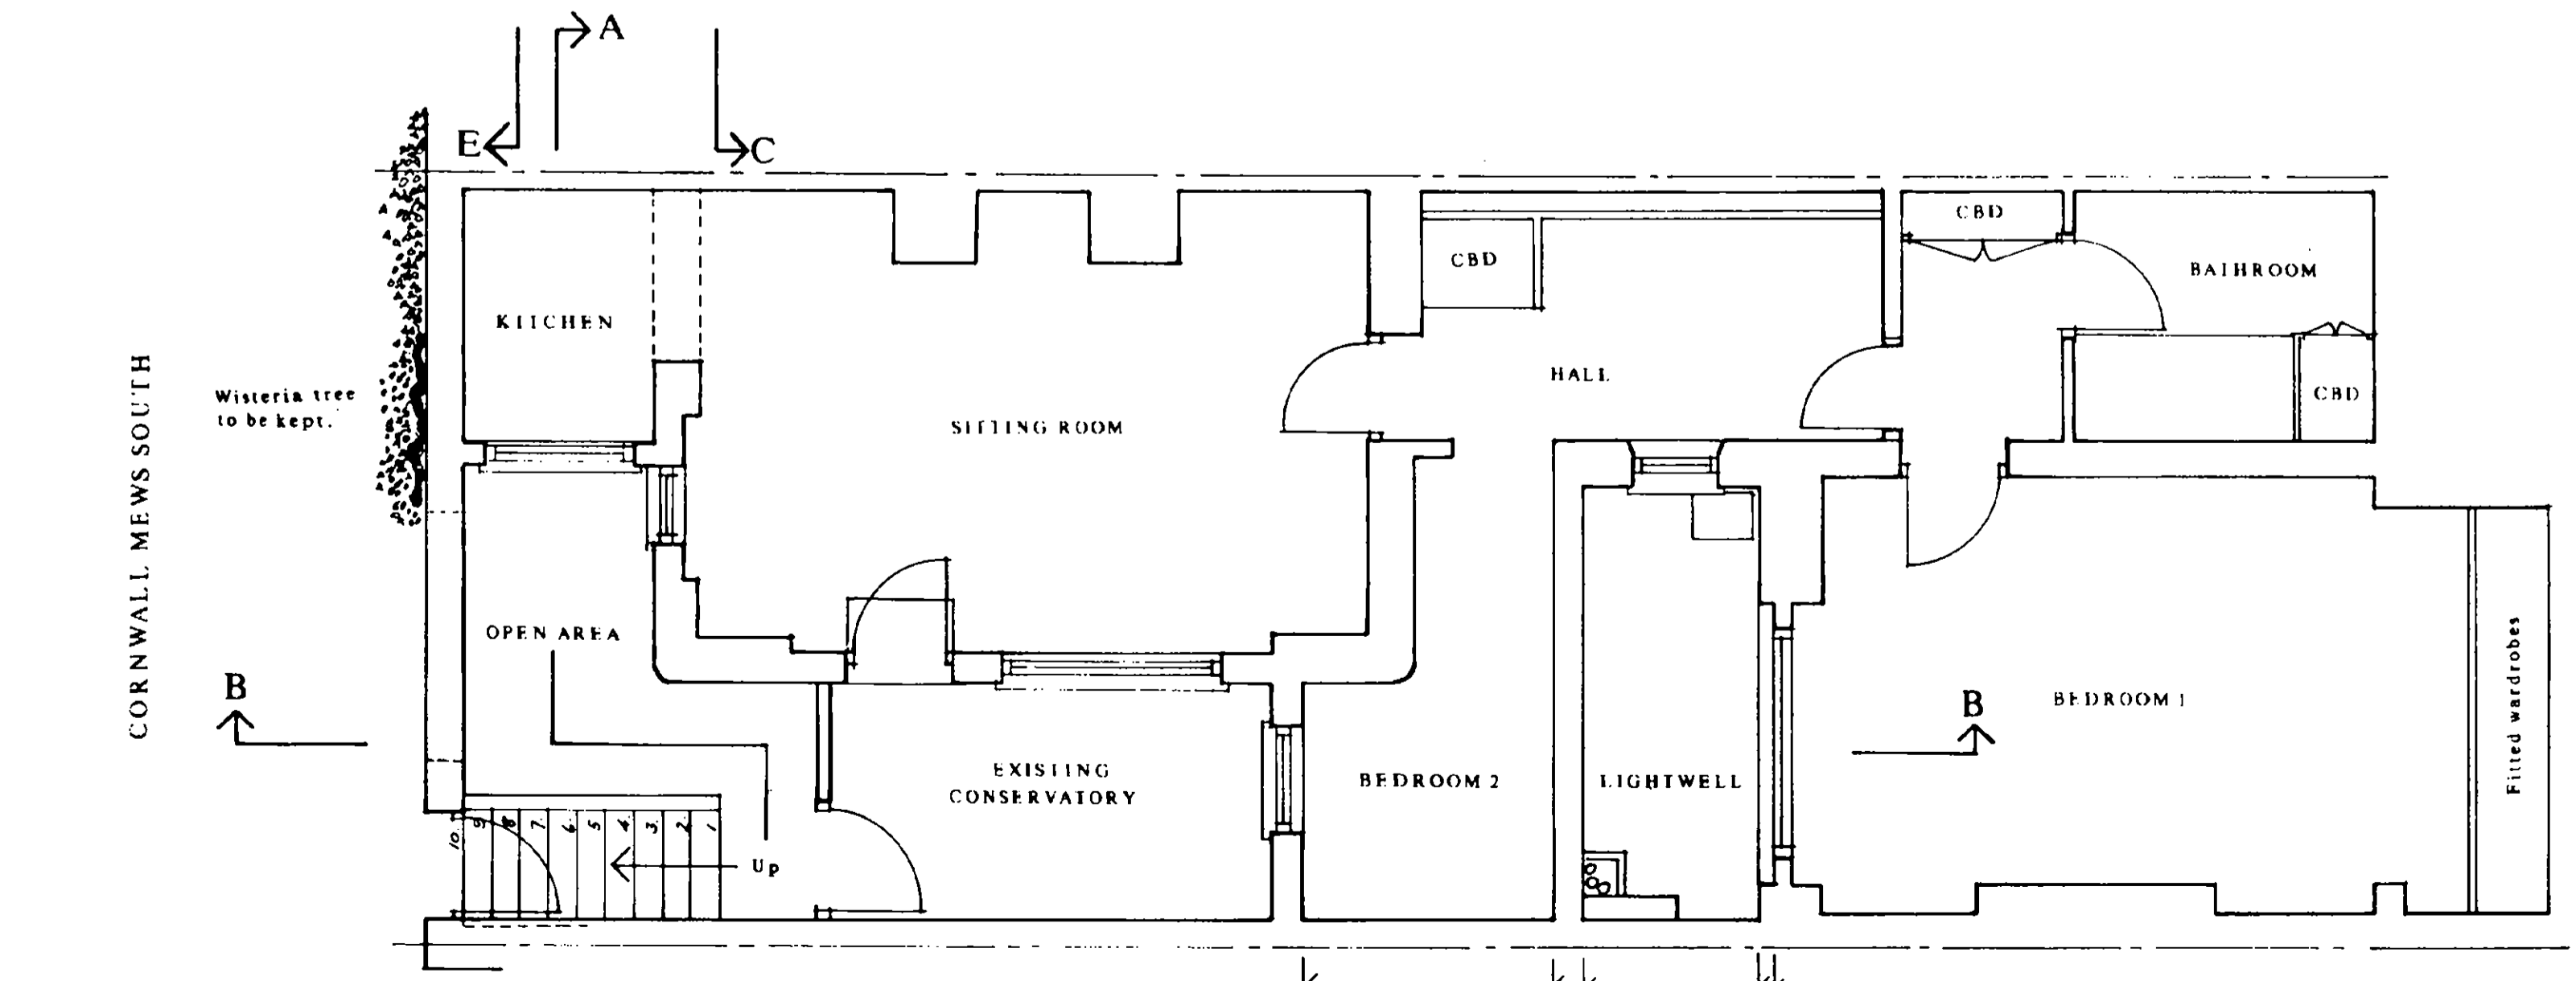 A
E
C
CBD
CBD
BATHROOM
KITCHEN
HALL
CBD
CORNWALL MEWS SOUTH
Wisteria tree
to be kept.
SITTING ROOM
OPEN AREA
B
B
BEDROOM 1
Fitted wardrobes
EXISTING
CONSERVATORY
BEDROOM 2
LIGHTWELL
10. 9 8 7. 6. 5 4. 3. 2. 1
Up